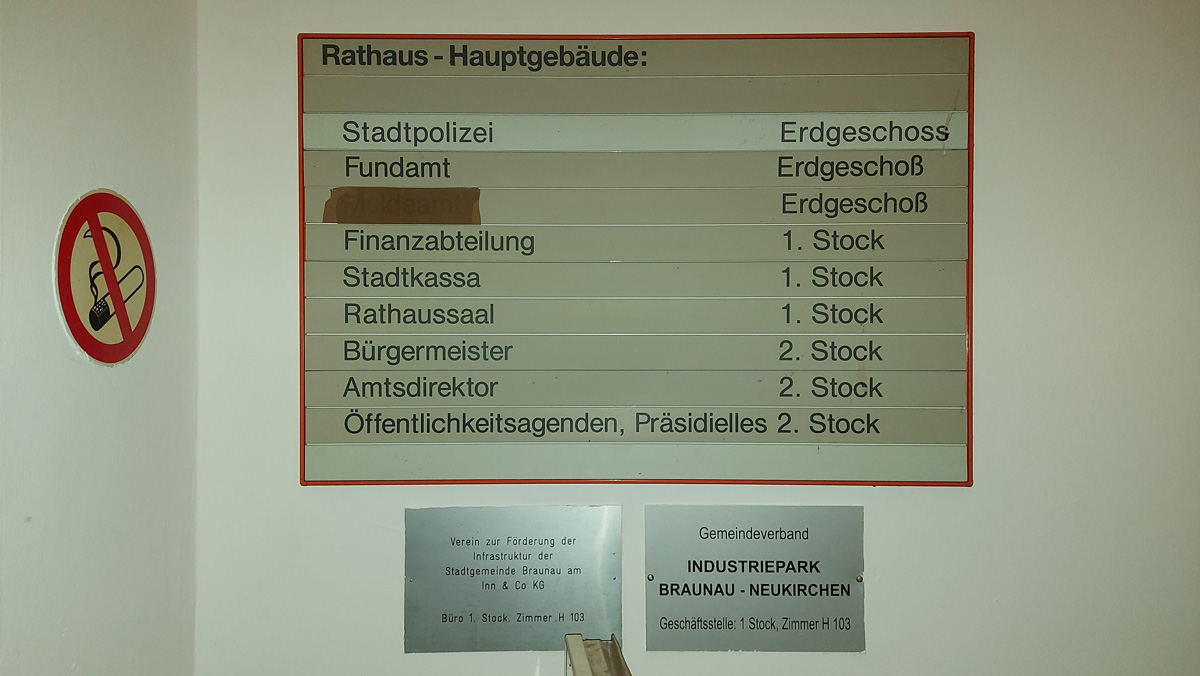 Rathaus - Hauptgebäude:
Stadtpolizei Erdgeschoss
Fundamt Erdgeschoß
Meldeamt Erdgeschoß
Finanzabteilung 1. Stock
Stadtkassa 1. Stock
Rathaussaal 1. Stock
Bürgermeister 2. Stock
Amtsdirektor 2. Stock
Öffentlichkeitsagenden, Präsidielles 2. Stock
Verein zur Förderung der
Infrastruktur der
Stadtgemeinde Braunau am
Inn & Co KG
Büro 1. Stock, Zimmer H 103
Gemeindeverband
INDUSTRIEPARK
BRAUNAU - NEUKIRCHEN
Geschäftsstelle: 1 Stock, Zimmer H 103